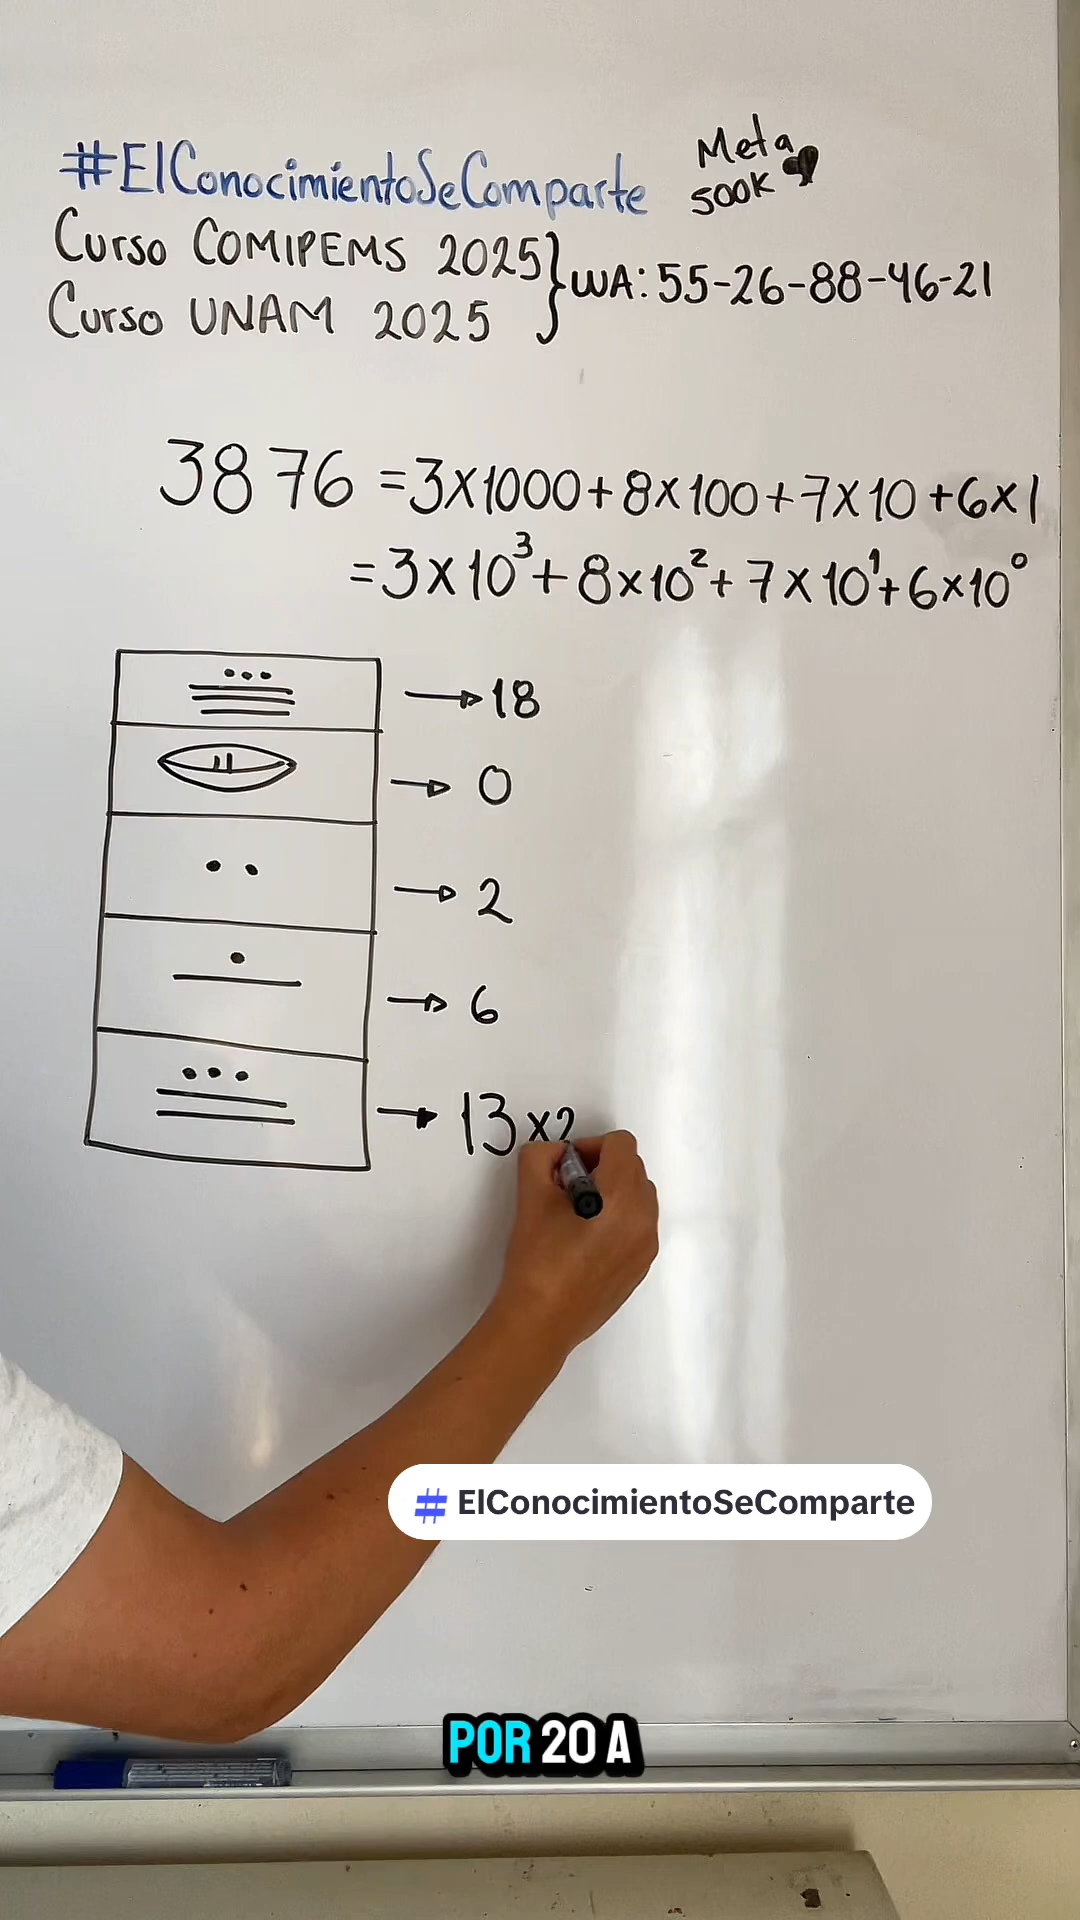 #ElConocimientoSeComparte
Meta
500K
Curso COMIPEMS 2025
Curso UNAM 2025
WA: 55-26-88-46-21
3876 = 3x1000 + 8x100 + 7x10 + 6x1
= 3x10³ + 8x10² + 7x10¹ + 6x10⁰
18
0
2
6
13 x 2
# ElConocimientoSeComparte
POR 20 A